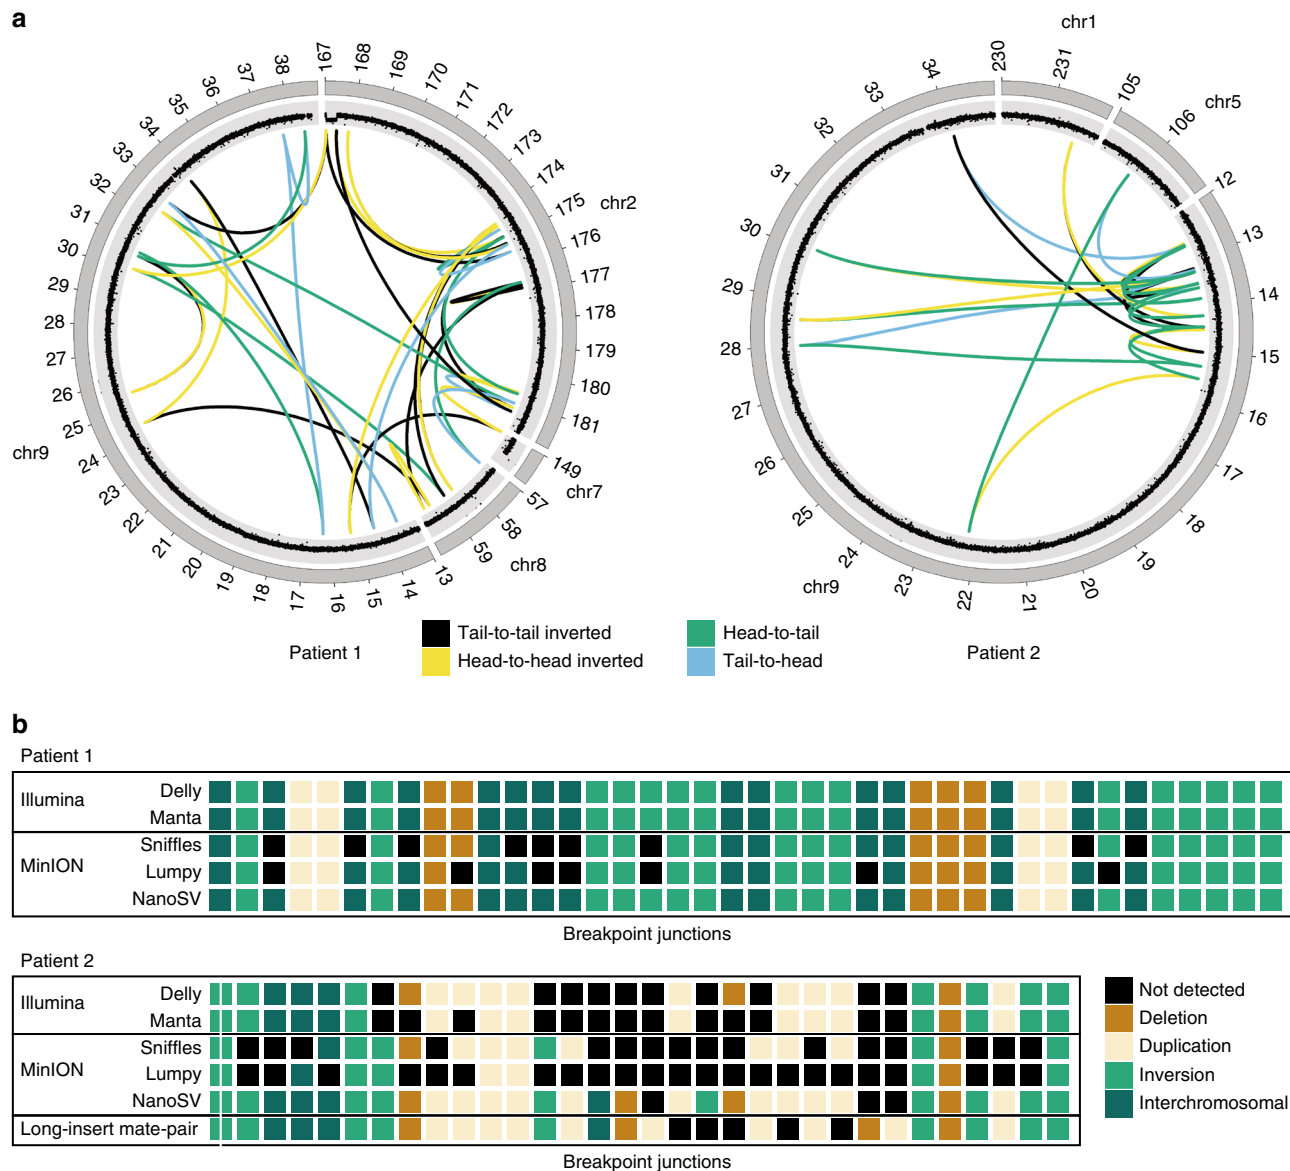 a
167
168
169
170
171
172
173
174
175
176
177
178
179
180
181
chr2
149
chr7
57
58
59
chr8
13
14
15
16
17
18
19
20
21
22
23
24
25
26
27
28
29
30
31
32
33
34
35
36
37
38
chr9
Patient 1
chr1
230
231
105
106
chr5
12
13
14
15
16
17
18
19
20
21
22
23
24
25
26
27
28
29
30
31
32
33
34
chr9
Patient 2
Tail-to-tail inverted
Head-to-head inverted
Head-to-tail
Tail-to-head
b
Patient 1
Illumina
Delly
Manta
MinION
Sniffles
Lumpy
NanoSV
Breakpoint junctions
Patient 2
Illumina
Delly
Manta
MinION
Sniffles
Lumpy
NanoSV
Long-insert mate-pair
Breakpoint junctions
Not detected
Deletion
Duplication
Inversion
Interchromosomal